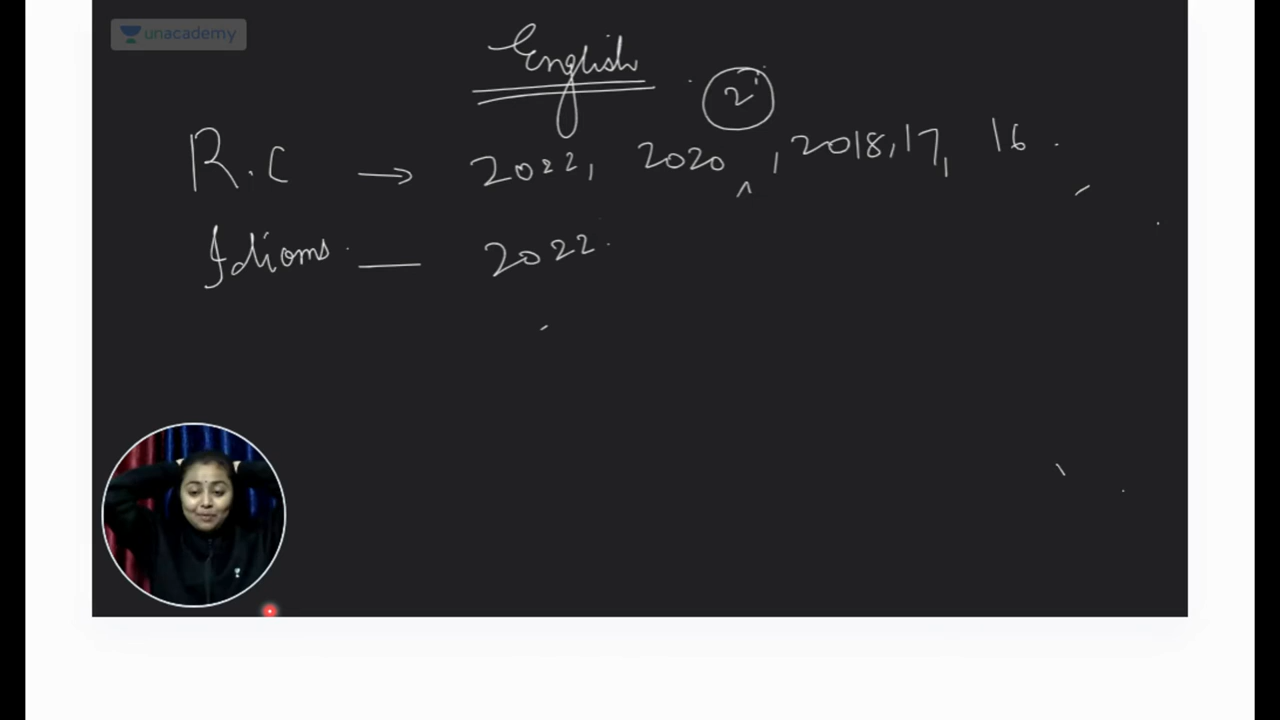 unacademy
English
2
R.C → 2022, 2020, 2018, 17, 16.
Idioms — 2022.